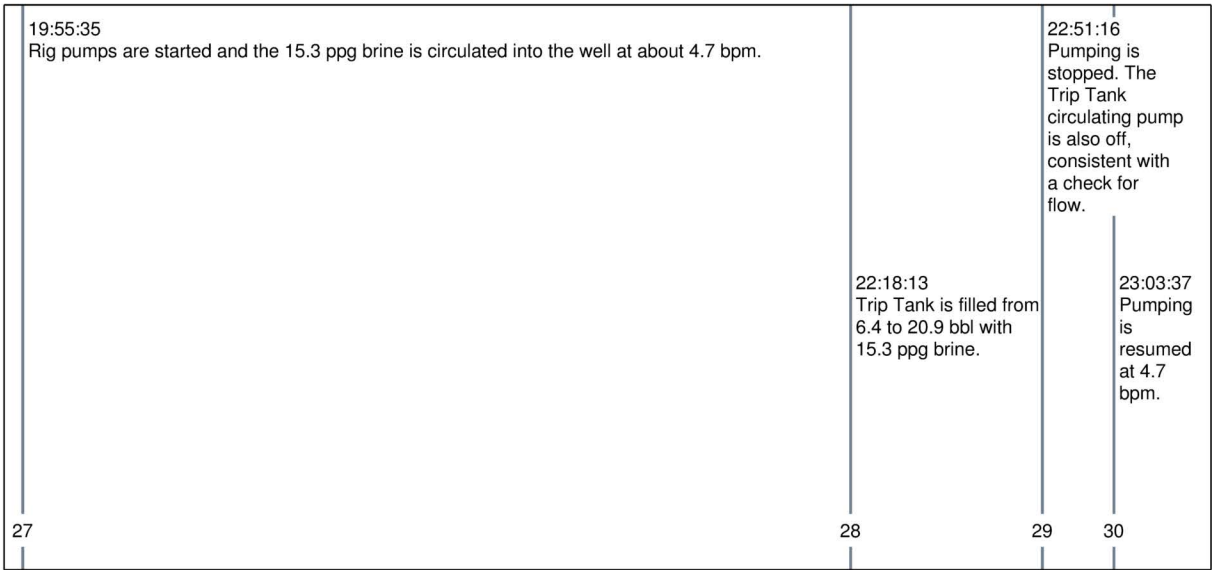 19:55:35
Rig pumps are started and the 15.3 ppg brine is circulated into the well at about 4.7 bpm.
22:18:13
Trip Tank is filled from
6.4 to 20.9 bbl with
15.3 ppg brine.
22:51:16
Pumping is
stopped. The
Trip Tank
circulating pump
is also off,
consistent with
a check for
flow.
23:03:37
Pumping
is
resumed
at 4.7
bpm.
27
28
29
30